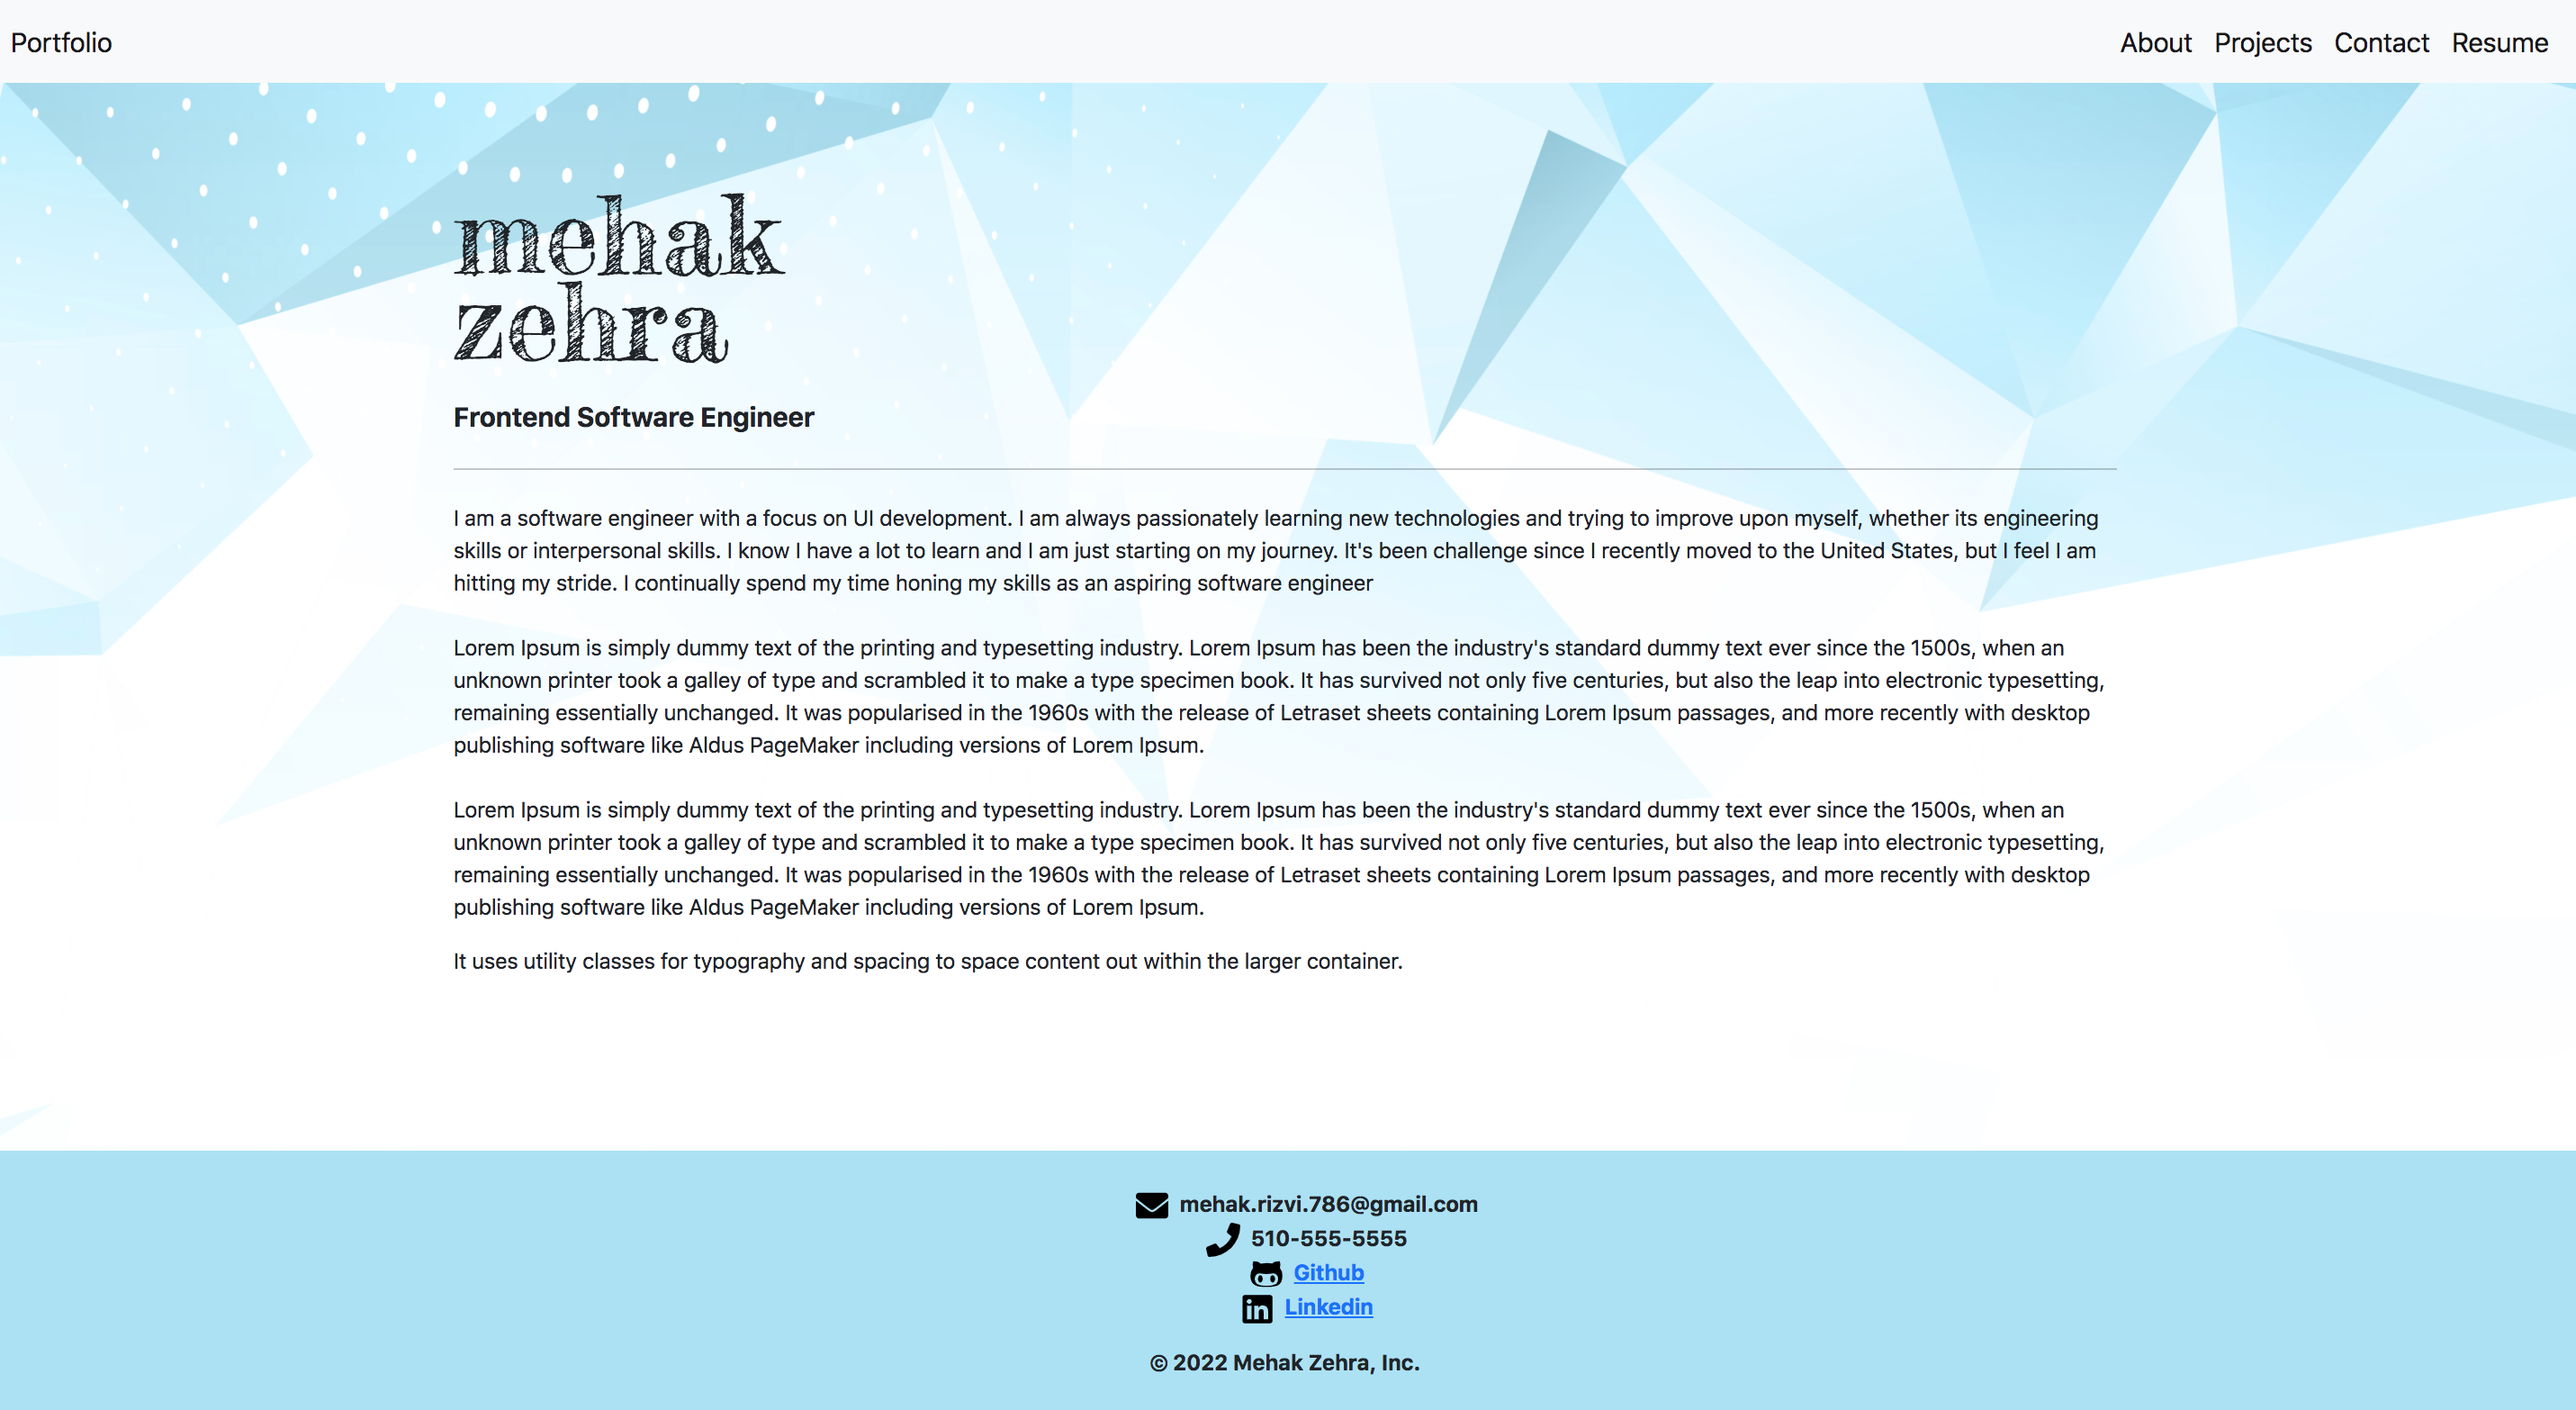 Portfolio
About Projects Contact Resume
mehak
zehra
Frontend Software Engineer
I am a software engineer with a focus on UI development. I am always passionately learning new technologies and trying to improve upon myself, whether its engineering
skills or interpersonal skills. I know I have a lot to learn and I am just starting on my journey. It's been challenge since I recently moved to the United States, but I feel I am
hitting my stride. I continually spend my time honing my skills as an aspiring software engineer
Lorem Ipsum is simply dummy text of the printing and typesetting industry. Lorem Ipsum has been the industry's standard dummy text ever since the 1500s, when an
unknown printer took a galley of type and scrambled it to make a type specimen book. It has survived not only five centuries, but also the leap into electronic typesetting,
remaining essentially unchanged. It was popularised in the 1960s with the release of Letraset sheets containing Lorem Ipsum passages, and more recently with desktop
publishing software like Aldus PageMaker including versions of Lorem Ipsum.
Lorem Ipsum is simply dummy text of the printing and typesetting industry. Lorem Ipsum has been the industry's standard dummy text ever since the 1500s, when an
unknown printer took a galley of type and scrambled it to make a type specimen book. It has survived not only five centuries, but also the leap into electronic typesetting,
remaining essentially unchanged. It was popularised in the 1960s with the release of Letraset sheets containing Lorem Ipsum passages, and more recently with desktop
publishing software like Aldus PageMaker including versions of Lorem Ipsum.
It uses utility classes for typography and spacing to space content out within the larger container.
mehak.rizvi.786@gmail.com
510-555-5555
Github
in Linkedin
© 2022 Mehak Zehra, Inc.